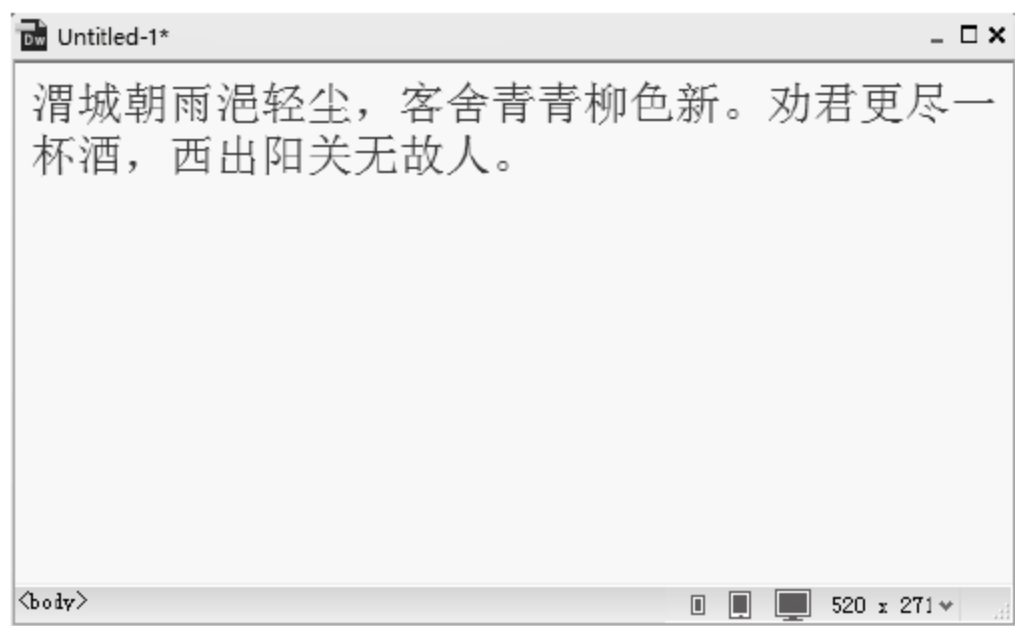 Dw Untitled-1*
渭城朝雨浥轻尘，客舍青青柳色新。劝君更尽一
杯酒，西出阳关无故人。
<body> 520 x 271